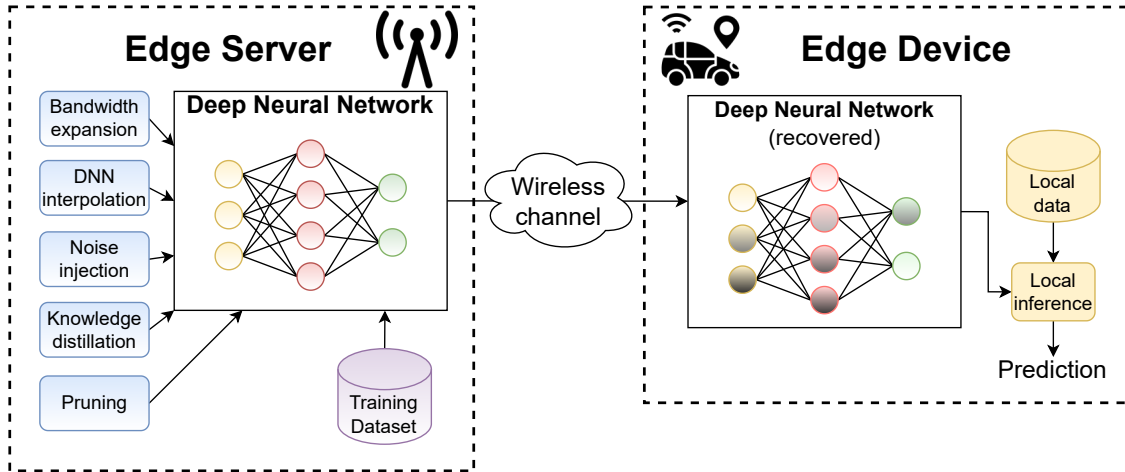 Edge Server
Bandwidth
expansion
DNN
interpolation
Noise
injection
Knowledge
distillation
Pruning
Deep Neural Network
Training
Dataset
Wireless
channel
Edge Device
Deep Neural Network
(recovered)
Local
data
Local
inference
Prediction